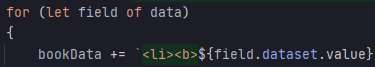 for (let field of data)
{
bookData += `<li><b>${field.dataset.value}